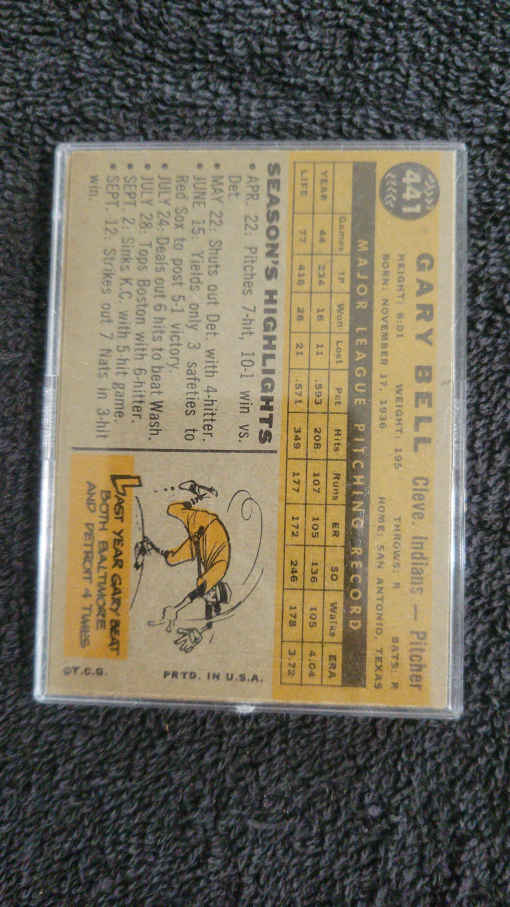 441
GARY BELL Cleve. Indians — Pitcher
HEIGHT: 6:01 WEIGHT: 195 THROWS: R BATS: R
BORN: NOVEMBER 17, 1936 HOME: SAN ANTONIO, TEXAS
MAJOR LEAGUE PITCHING RECORD
Games IP Won Lost Pct Hits Runs ER SO Walks ERA
YEAR 44 234 16 11 .593 208 107 105 136 105 4.04
LIFE 77 416 28 21 .571 349 177 172 246 178 3.72
SEASON'S HIGHLIGHTS
• APR. 22: Pitches 7-hit, 10-1 win vs.
Det.
• MAY 22: Shuts out Det. with 4-hitter.
• JUNE 15: Yields only 3 safeties to
Red Sox to post 5-1 victory.
• JULY 24: Deals out 6 hits to beat Wash.
• JULY 28: Tops Boston with 6-hitter.
• SEPT. 2: Sinks K.C. with 5 hit game.
• SEPT. 12: Strikes out 7 Nats in 3-hit
win.
LAST YEAR GARY BEAT
BOTH BALTIMORE
AND DETROIT 4 TIMES
©T.C.G. PRTD. IN U.S.A.